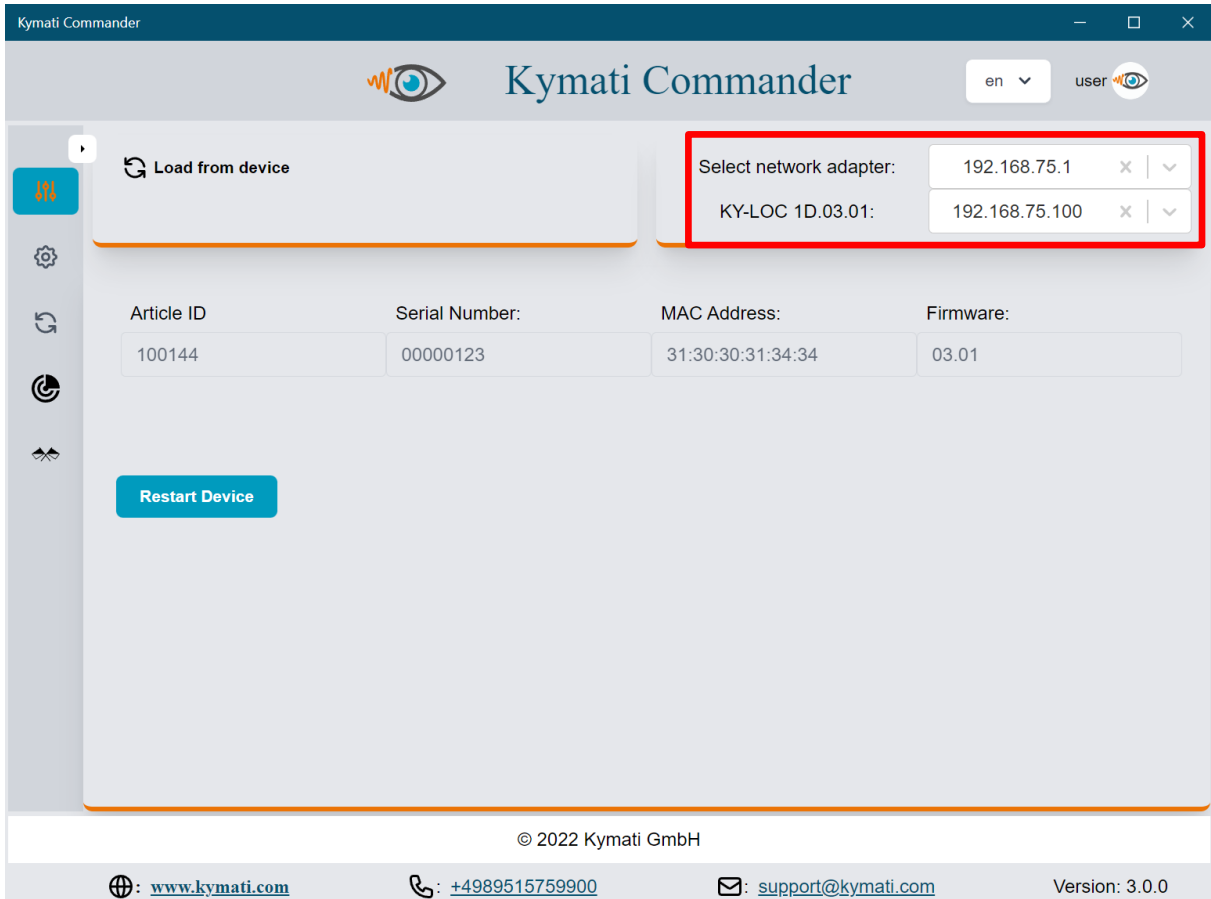 Kymati Commander
Kymati Commander
en
user
Load from device
Select network adapter: 192.168.75.1
KY-LOC 1D.03.01: 192.168.75.100
Article ID Serial Number: MAC Address: Firmware:
100144 00000123 31:30:30:31:34:34 03.01
Restart Device
© 2022 Kymati GmbH
: www.kymati.com : +4989515759900 : support@kymati.com Version: 3.0.0